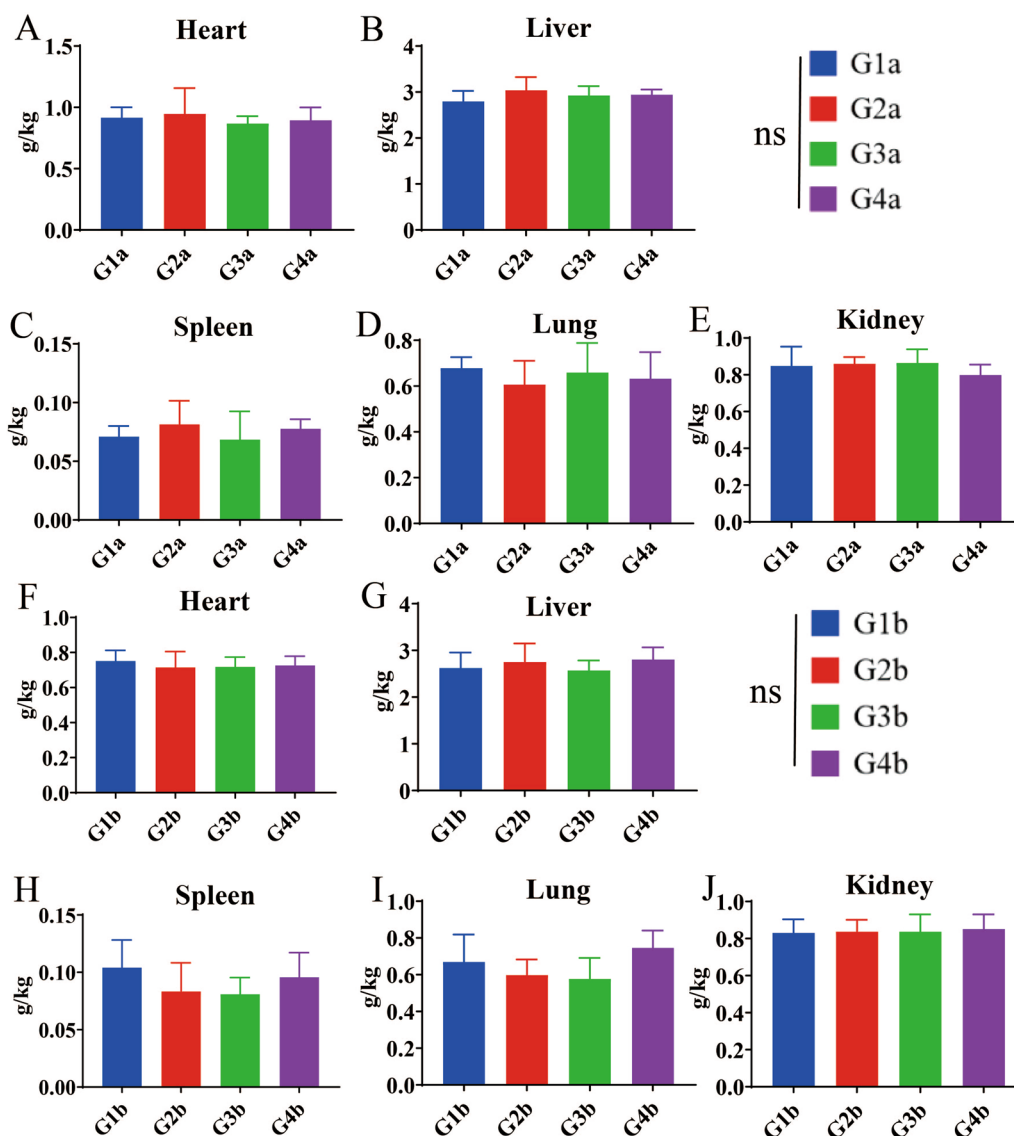 A
Heart
1.5
1.0
0.5
0.0
g/kg
G1a
G2a
G3a
G4a
B
Liver
4
3
2
1
0
g/kg
G1a
G2a
G3a
G4a
ns
G1a
G2a
G3a
G4a
C
Spleen
0.15
0.10
0.05
0.00
g/kg
G1a
G2a
G3a
G4a
D
Lung
0.8
0.6
0.4
0.2
0.0
g/kg
G1a
G2a
G3a
G4a
E
Kidney
1.0
0.8
0.6
0.4
0.2
0.0
g/kg
G1a
G2a
G3a
G4a
F
Heart
1.0
0.8
0.6
0.4
0.2
0.0
g/kg
G1b
G2b
G3b
G4b
G
Liver
4
3
2
1
0
g/kg
G1b
G2b
G3b
G4b
ns
G1b
G2b
G3b
G4b
H
Spleen
0.15
0.10
0.05
0.00
g/kg
G1b
G2b
G3b
G4b
I
Lung
1.0
0.8
0.6
0.4
0.2
0.0
g/kg
G1b
G2b
G3b
G4b
J
Kidney
1.0
0.8
0.6
0.4
0.2
0.0
g/kg
G1b
G2b
G3b
G4b